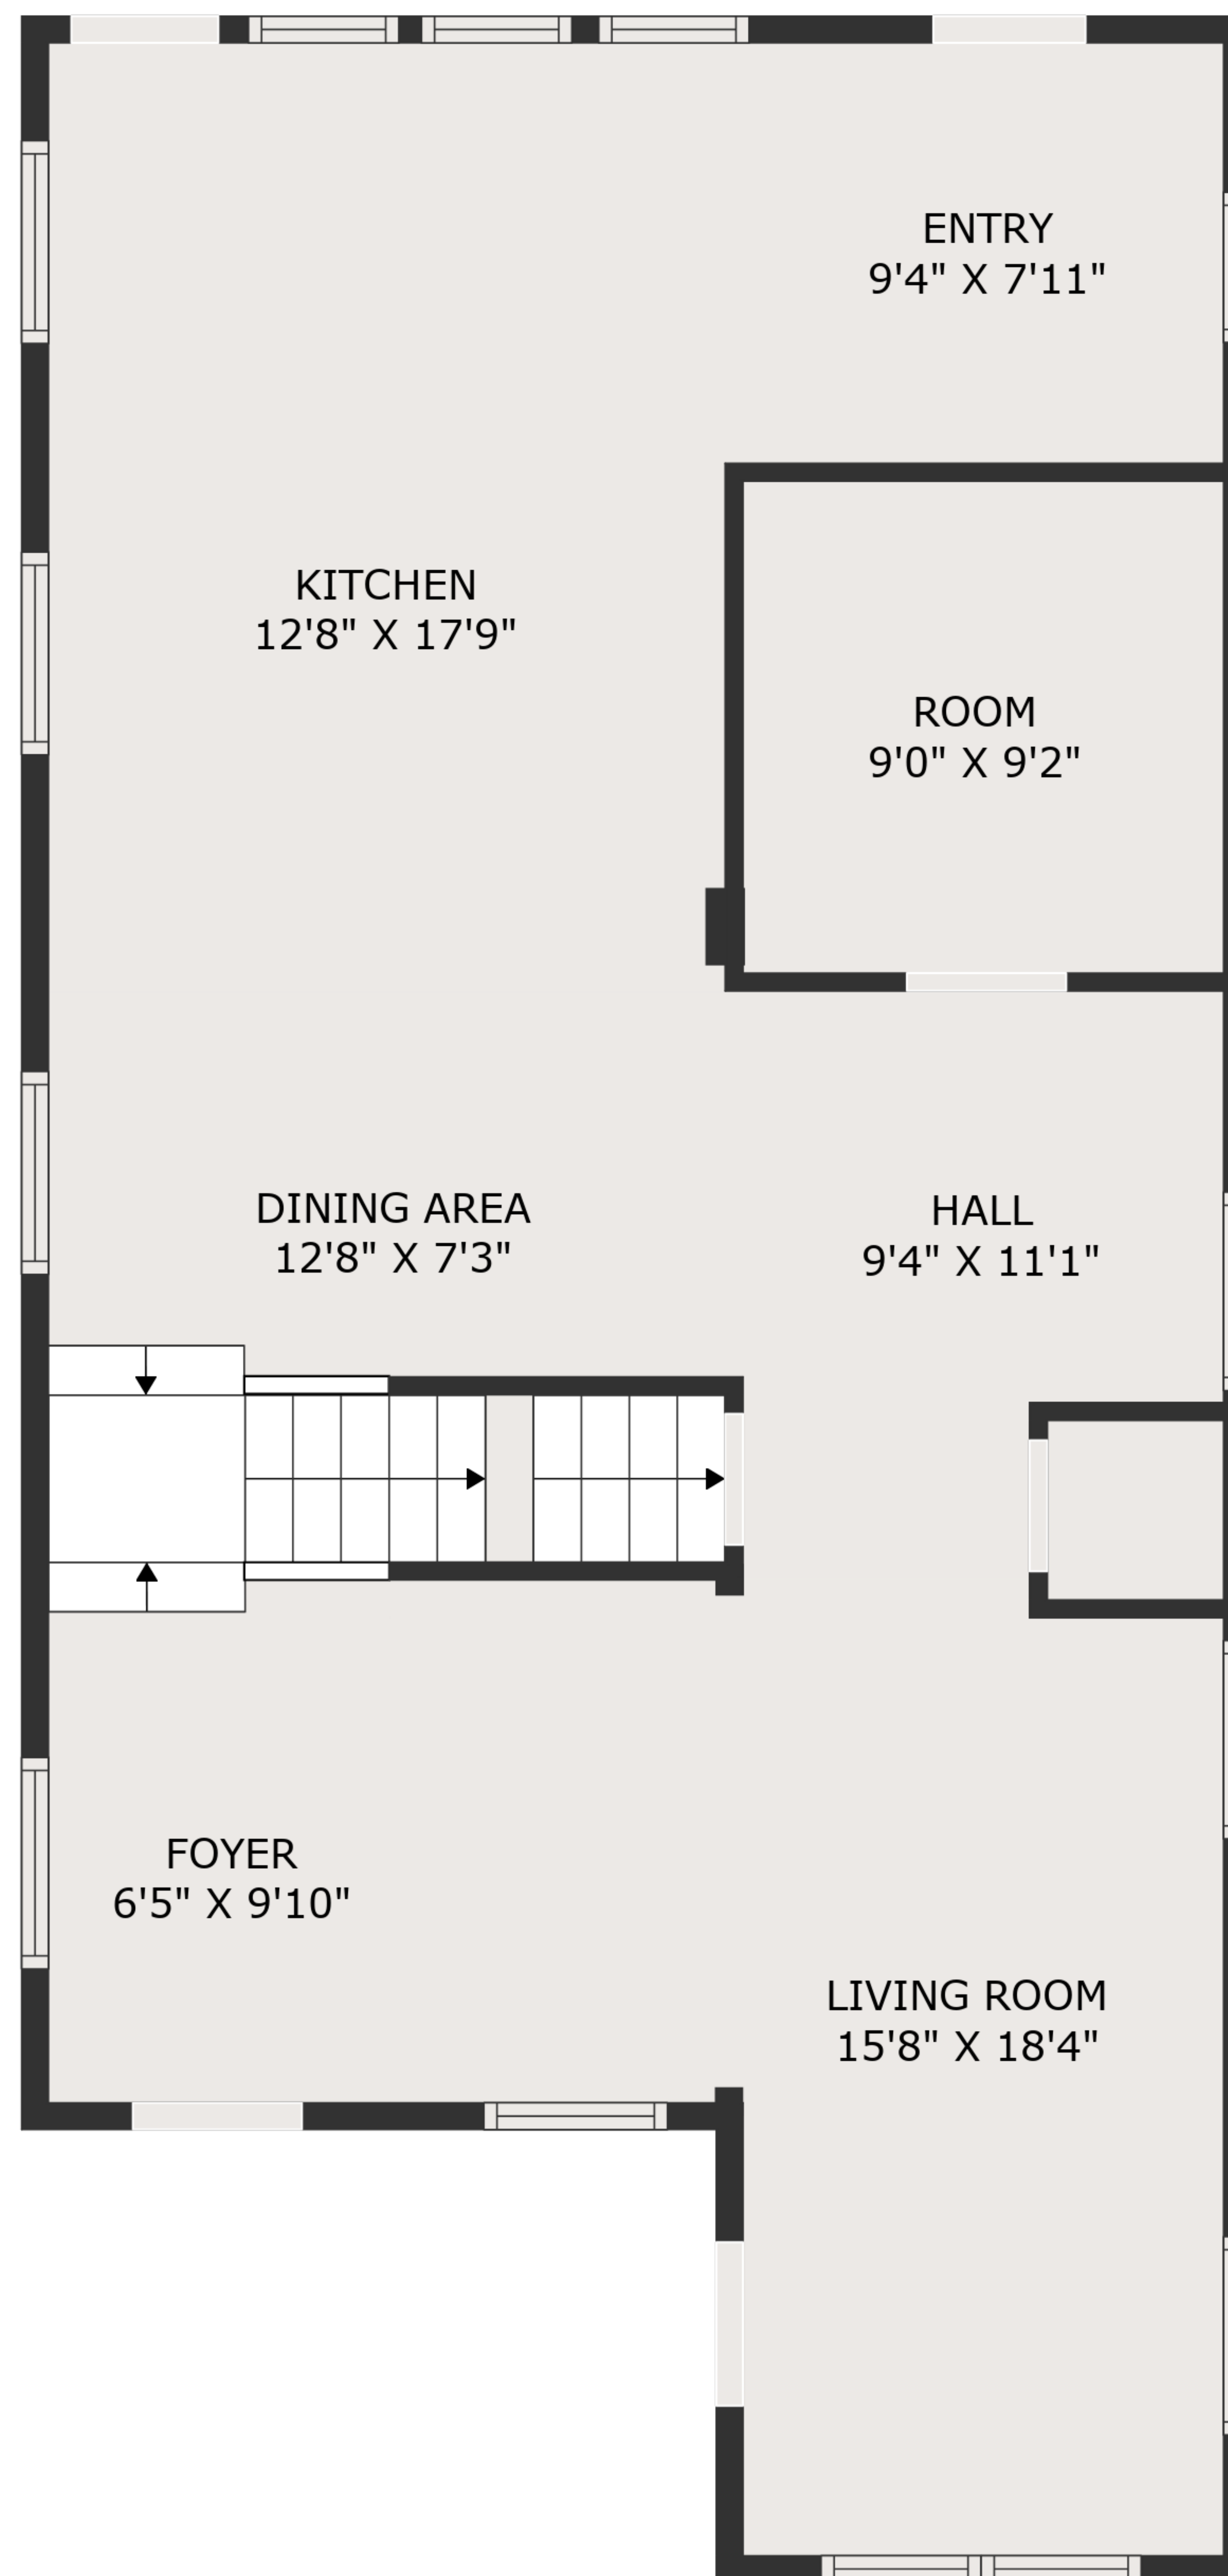 ENTRY
9'4" X 7'11"
KITCHEN
12'8" X 17'9"
ROOM
9'0" X 9'2"
DINING AREA
12'8" X 7'3"
HALL
9'4" X 11'1"
FOYER
6'5" X 9'10"
LIVING ROOM
15'8" X 18'4"